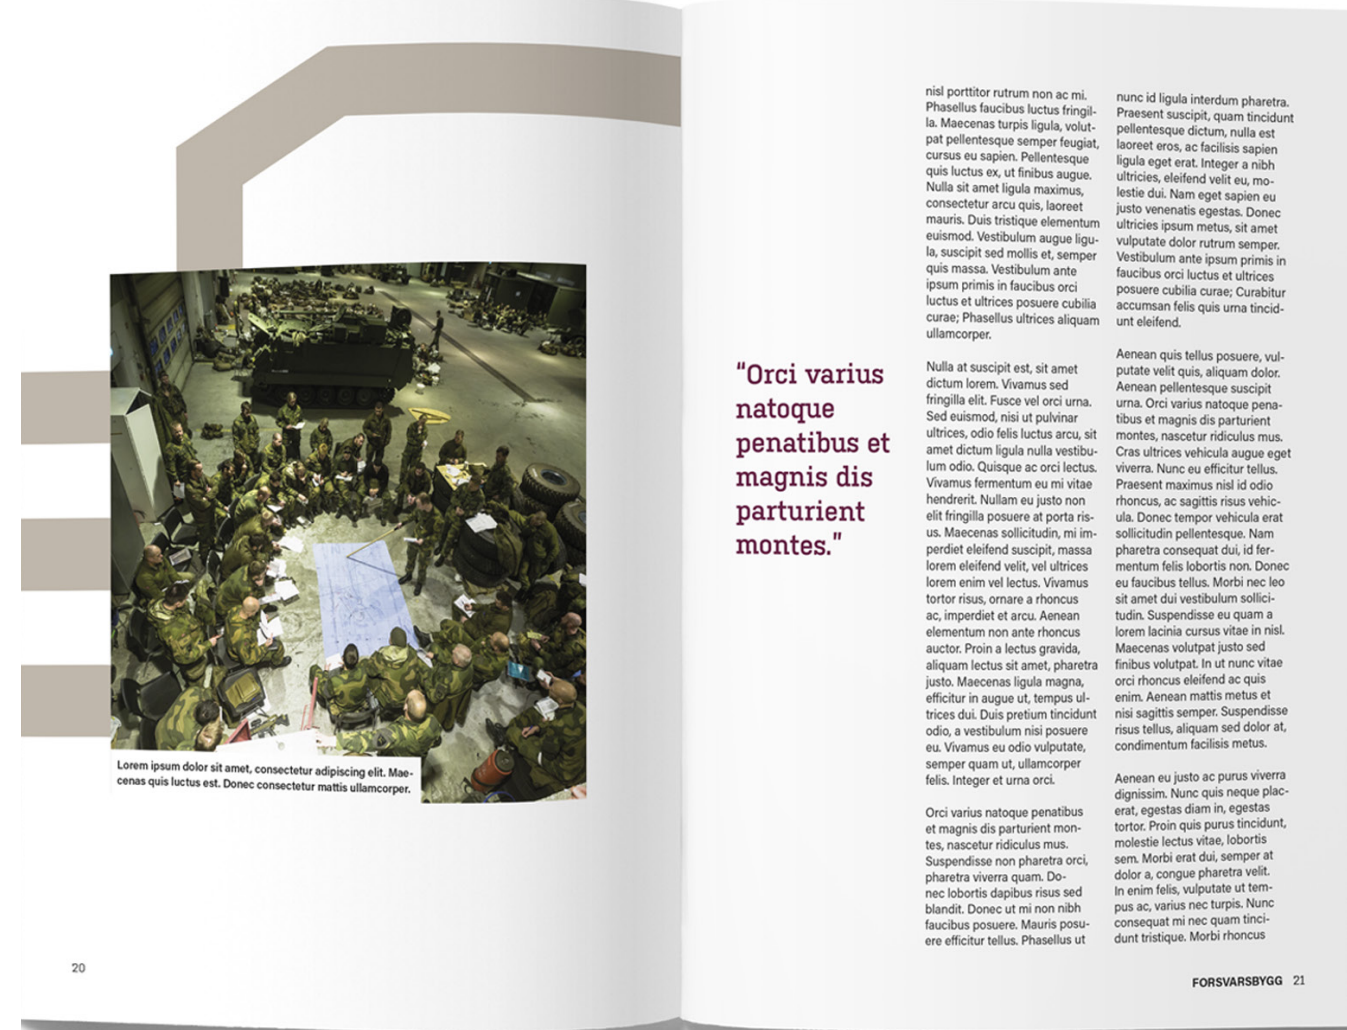 Lorem ipsum dolor sit amet, consectetur adipiscing elit. Mae-
cenas quis luctus est. Donec consectetur mattis ullamcorper.
20
"Orci varius
natoque
penatibus et
magnis dis
parturient
montes."
nisl porttitor rutrum non ac mi.
Phasellus faucibus luctus fringil-
la. Maecenas turpis ligula, volut-
pat pellentesque semper feugiat,
cursus eu sapien. Pellentesque
quis luctus ex, ut finibus augue.
Nulla sit amet ligula maximus,
consectetur arcu quis, laoreet
mauris. Duis tristique elementum
euismod. Vestibulum augue ligu-
la, suscipit sed mollis et, semper
quis massa. Vestibulum ante
ipsum primis in faucibus orci
luctus et ultrices posuere cubilia
curae; Phasellus ultrices aliquam
ullamcorper.
Nulla at suscipit est, sit amet
dictum lorem. Vivamus sed
fringilla elit. Fusce vel orci urna.
Sed euismod, nisi ut pulvinar
ultrices, odio felis luctus arcu, sit
amet dictum ligula nulla vestibu-
lum odio. Quisque ac orci lectus.
Vivamus fermentum eu mi vitae
hendrerit. Nullam eu justo non
elit fringilla posuere at porta ris-
us. Maecenas sollicitudin, mi im-
perdiet eleifend suscipit, massa
lorem eleifend velit, vel ultrices
lorem enim vel lectus. Vivamus
tortor risus, ornare a rhoncus
ac, imperdiet et arcu. Aenean
elementum non ante rhoncus
auctor. Proin a lectus gravida,
aliquam lectus sit amet, pharetra
justo. Maecenas ligula magna,
efficitur in augue ut, tempus ul-
trices dui. Duis pretium tincidunt
odio, a vestibulum nisi posuere
eu. Vivamus eu odio vulputate,
semper quam ut, ullamcorper
felis. Integer et urna orci.
Orci varius natoque penatibus
et magnis dis parturient mon-
tes, nascetur ridiculus mus.
Suspendisse non pharetra orci,
pharetra viverra quam. Do-
nec lobortis dapibus risus sed
blandit. Donec ut mi non nibh
faucibus posuere. Mauris posu-
ere efficitur tellus. Phasellus ut
nunc id ligula interdum pharetra.
Praesent suscipit, quam tincidunt
pellentesque dictum, nulla est
laoreet eros, ac facilisis sapien
ligula eget erat. Integer a nibh
ultricies, eleifend velit eu, mo-
lestie dui. Nam eget sapien eu
justo venenatis egestas. Donec
ultricies ipsum metus, sit amet
vulputate dolor rutrum semper.
Vestibulum ante ipsum primis in
faucibus orci luctus et ultrices
posuere cubilia curae; Curabitur
accumsan felis quis urna tincid-
unt eleifend.
Aenean quis tellus posuere, vul-
putate velit quis, aliquam dolor.
Aenean pellentesque suscipit
urna. Orci varius natoque pena-
tibus et magnis dis parturient
montes, nascetur ridiculus mus.
Cras ultrices vehicula augue eget
viverra. Nunc eu efficitur tellus.
Praesent maximus nisl id odio
rhoncus, ac sagittis risus vehic-
ula. Donec tempor vehicula erat
sollicitudin pellentesque. Nam
pharetra consequat dui, id fer-
mentum felis lobortis non. Donec
eu faucibus tellus. Morbi nec leo
sit amet dui vestibulum sollici-
tudin. Suspendisse eu quam a
lorem lacinia cursus vitae in nisl.
Maecenas volutpat justo sed
finibus volutpat. In ut nunc vitae
orci rhoncus eleifend ac quis
enim. Aenean mattis metus et
nisi sagittis semper. Suspendisse
risus tellus, aliquam sed dolor at,
condimentum facilisis metus.
Aenean eu justo ac purus viverra
dignissim. Nunc quis neque plac-
erat, egestas diam in, egestas
tortor. Proin quis purus tincidunt,
molestie lectus vitae, lobortis
sem. Morbi erat dui, semper at
dolor a, congue pharetra velit.
In enim felis, vulputate ut tem-
pus ac, varius nec turpis. Nunc
consequat mi nec quam tinci-
dunt tristique. Morbi rhoncus
FORSVARSBYGG 21